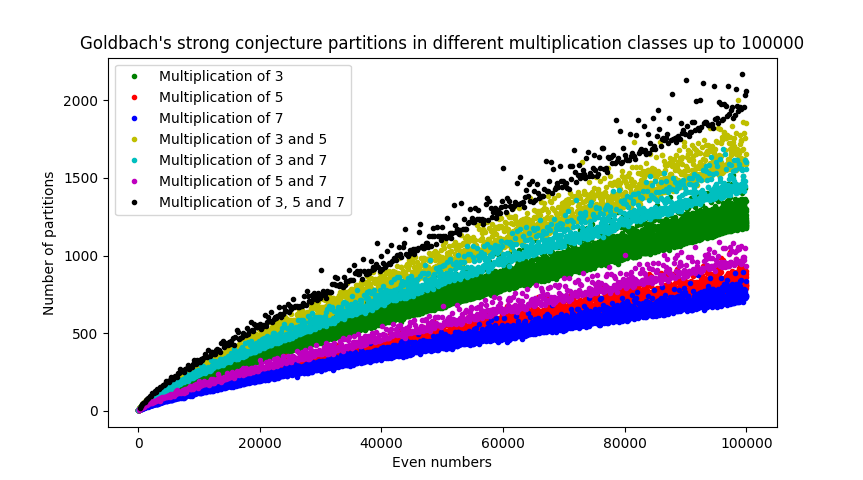 Goldbach's strong conjecture partitions in different multiplication classes up to 100000
Multiplication of 3
Multiplication of 5
Multiplication of 7
Multiplication of 3 and 5
Multiplication of 3 and 7
Multiplication of 5 and 7
Multiplication of 3, 5 and 7
Number of partitions
2000
1500
1000
500
0
0 20000 40000 60000 80000 100000
Even numbers